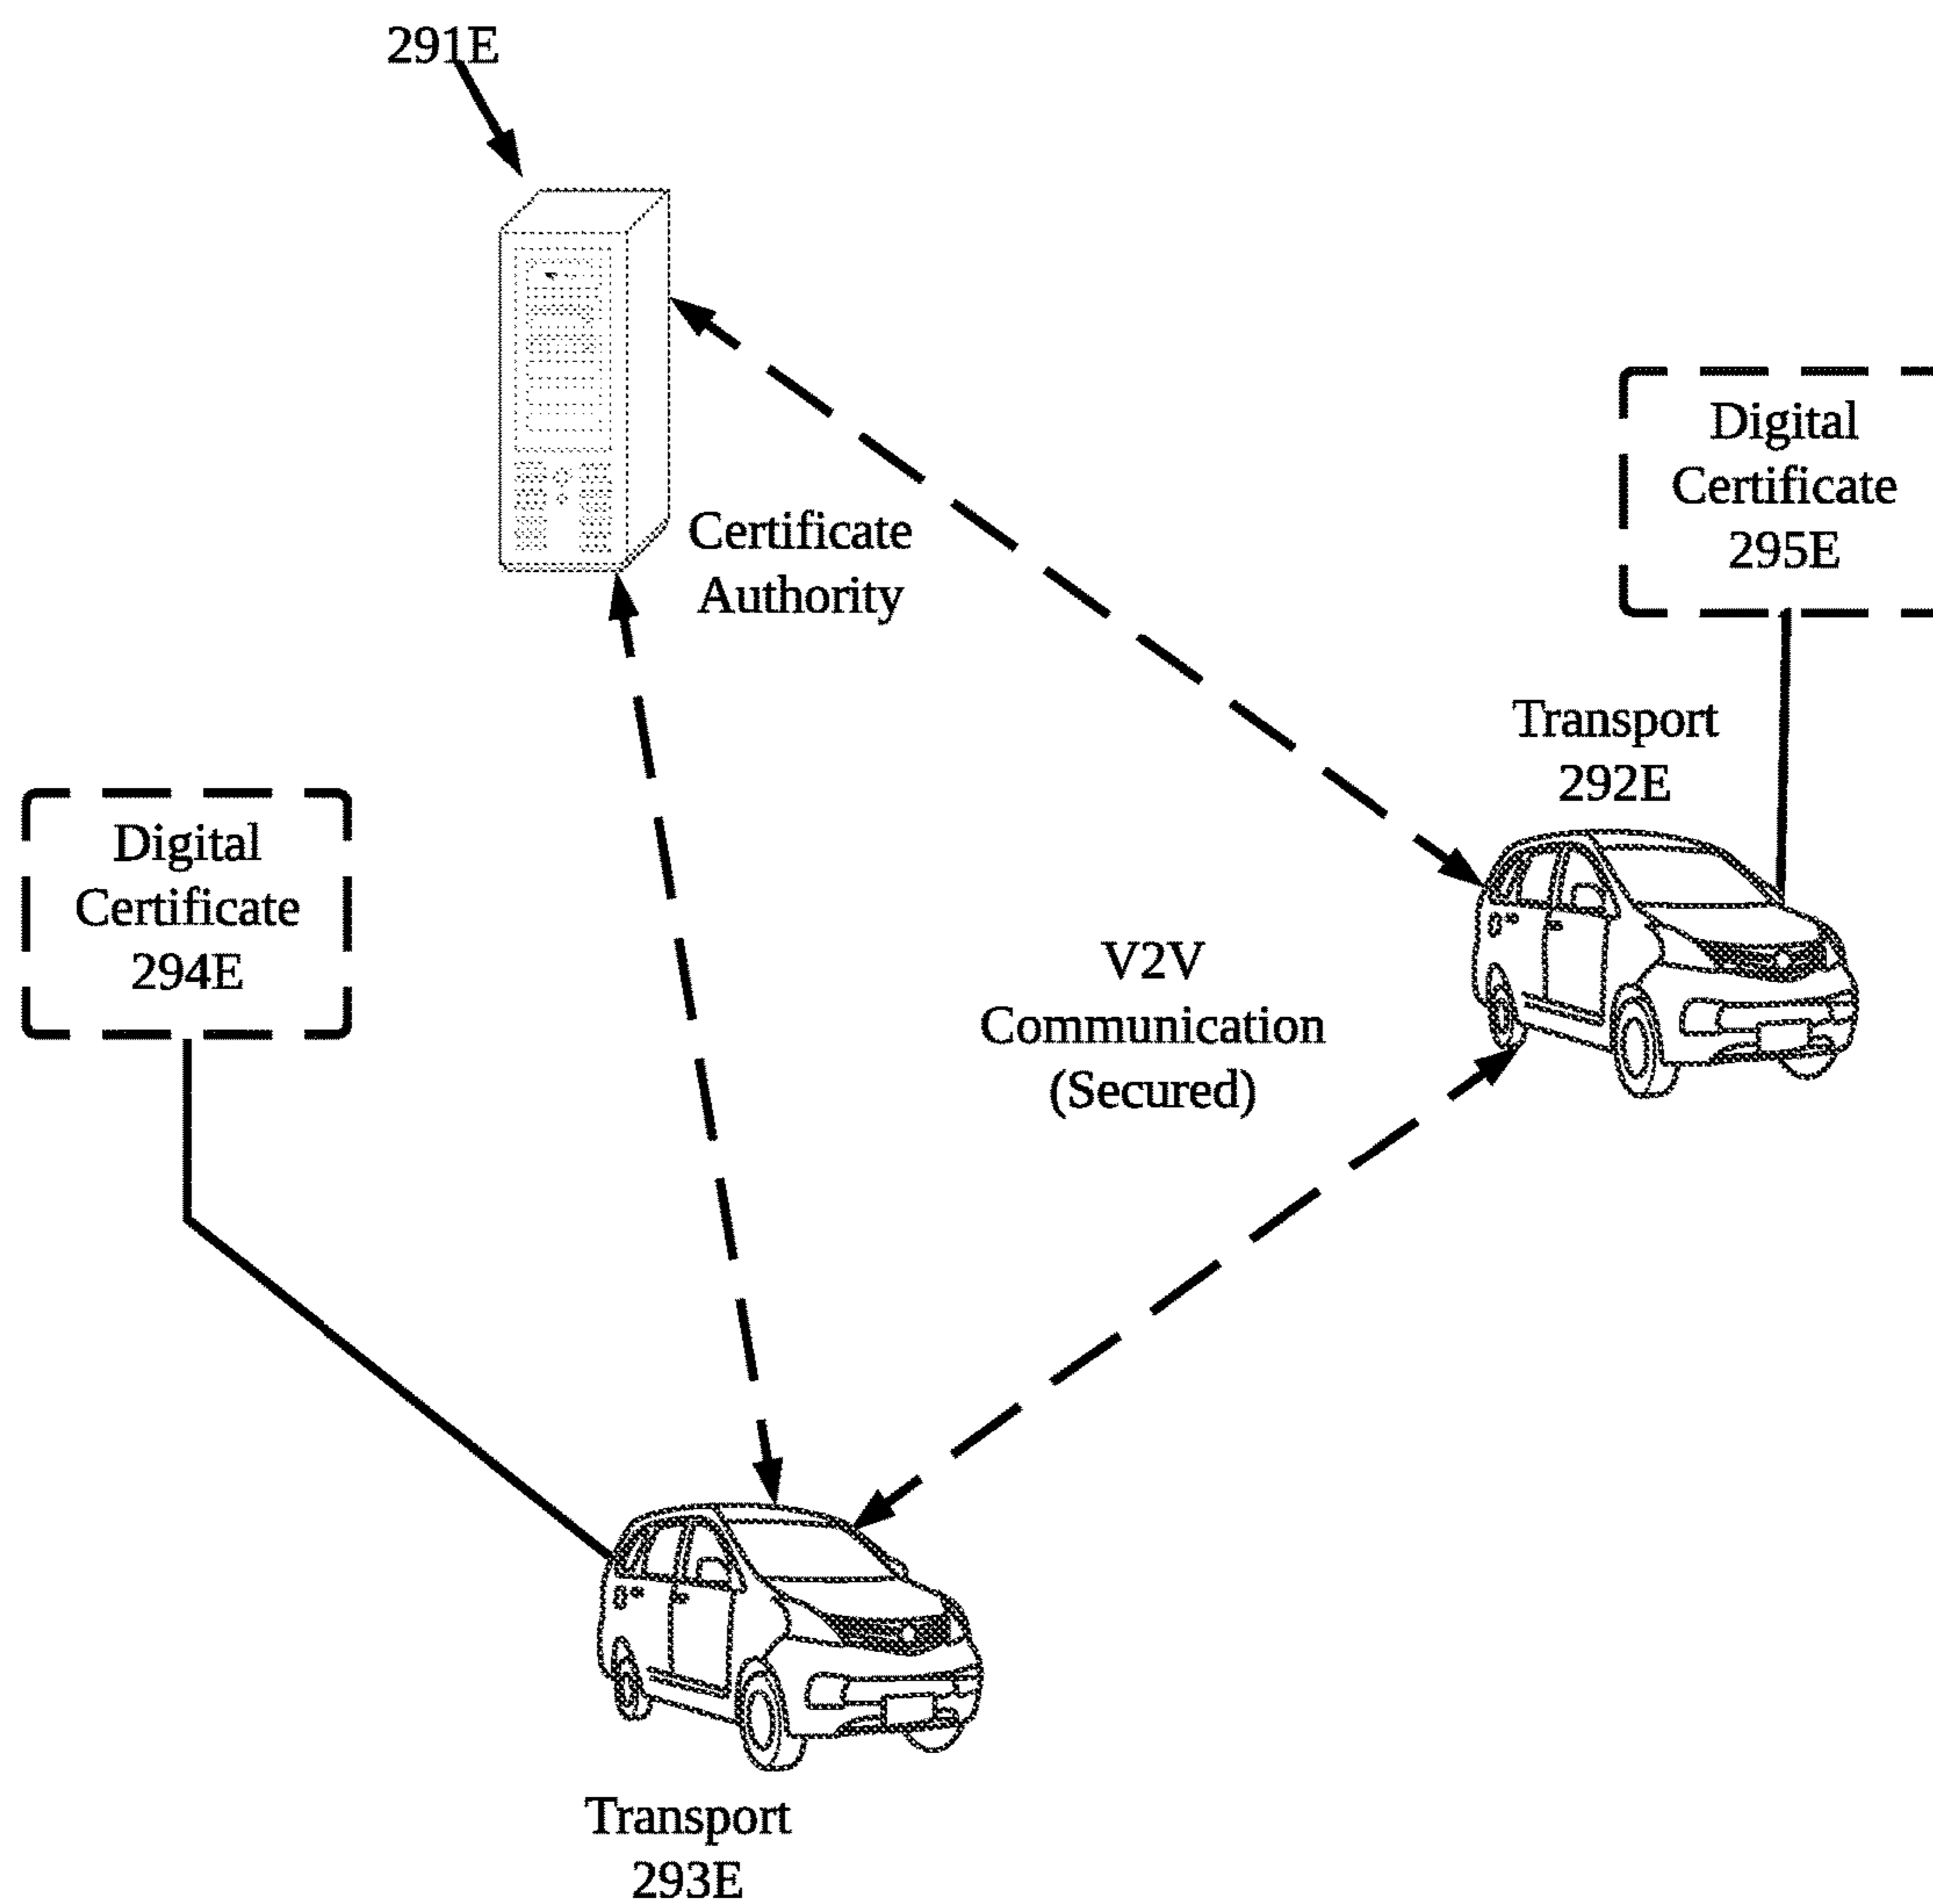 291E
Certificate
Authority
Digital
Certificate
295E
Transport
292E
Digital
Certificate
294E
V2V
Communication
(Secured)
Transport
293E